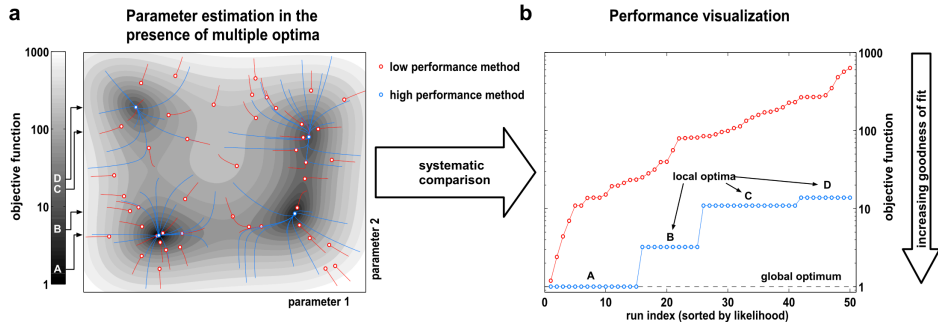 a
Parameter estimation in the
presence of multiple optima
1000
100
10
1
objective function
D
C
B
A
parameter 1
parameter 2
low performance method
high performance method
systematic
comparison
b
Performance visualization
local optima
A
B
C
D
global optimum
0
10
20
30
40
50
run index (sorted by likelihood)
1000
100
10
1
objective function
increasing goodness of fit